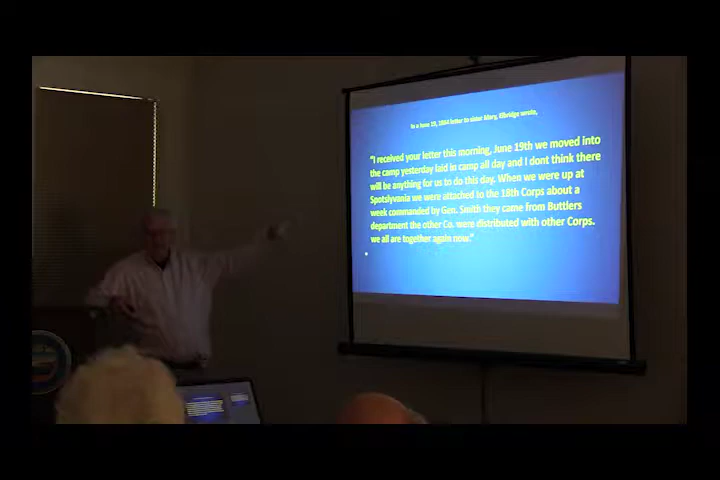 In a June 19, 1864 letter to sister Mary, Elbridge wrote,
"I received your letter this morning, June 19th we moved into
the camp yesterday laid in camp all day and I dont think there
will be anything for us to do this day. When we were up at
Spotslyvania we were attached to the 18th Corps about a
week commanded by Gen. Smith they came from Buttlers
department the other Co. were distributed with other Corps.
we all are together again now."